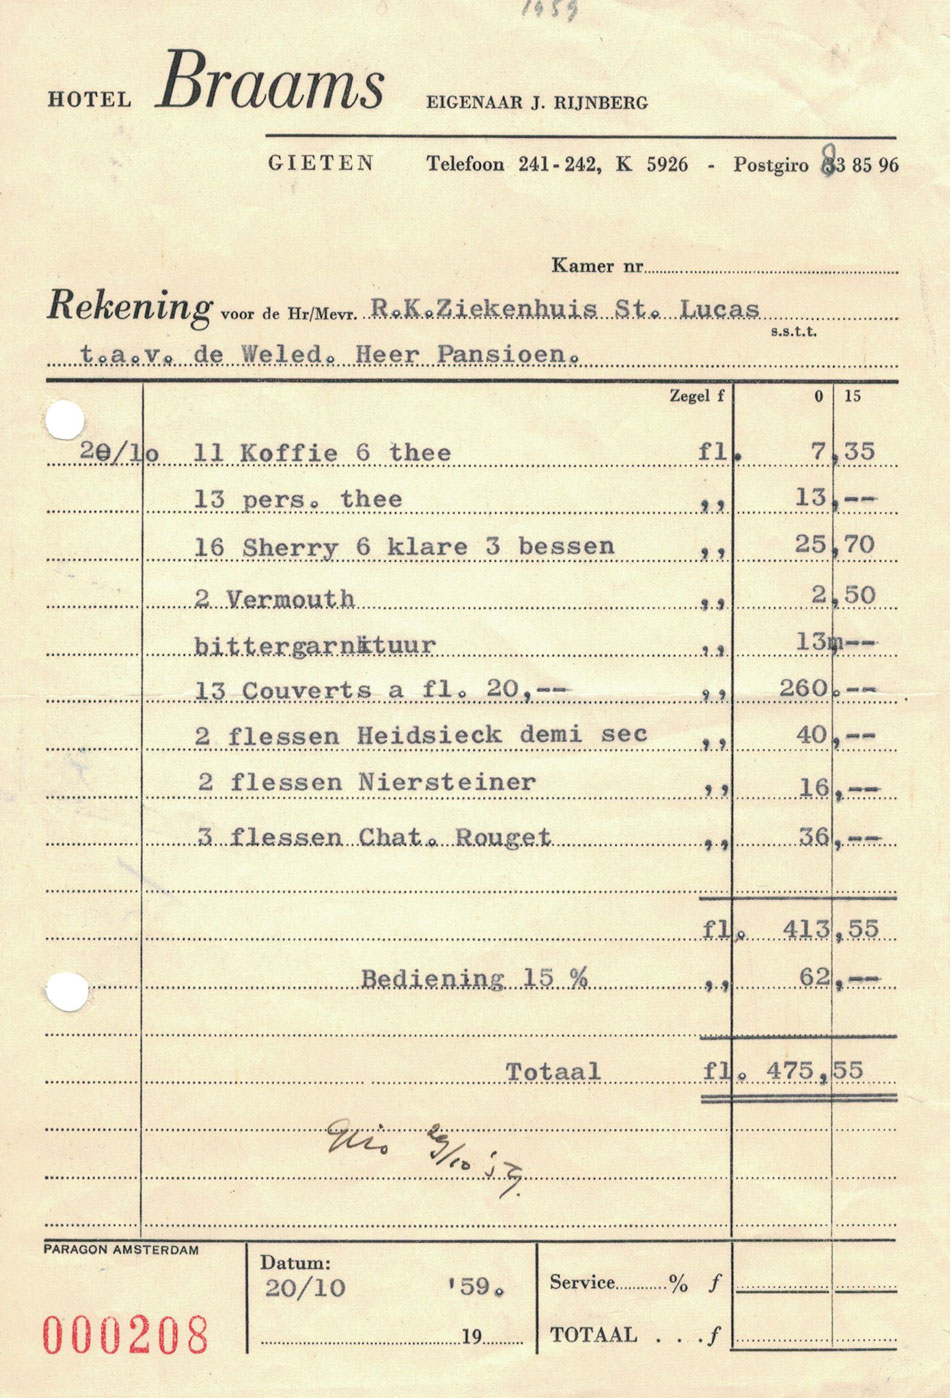 1959
HOTEL Braams EIGENAAR J. RIJNBERG
GIETEN Telefoon 241-242, K 5926 - Postgiro 83 85 96
Kamer nr
Rekening voor de Hr/Mevr. R.K.Ziekenhuis St. Lucas
s.s.t.t.
t.a.v. de Weled. Heer Pansioen.
Zegel f 0 15
20/10 11 Koffie 6 thee fl. 7,35
13 pers. thee ,, 13,--
16 Sherry 6 klare 3 bessen ,, 25,70
2 Vermouth ,, 2,50
bittergarnituur ,, 13m--
13 Couverts a fl. 20,-- ,, 260.--
2 flessen Heidsieck demi sec ,, 40,--
2 flessen Niersteiner ,, 16,--
3 flessen Chat. Rouget ,, 36,--
fl. 413,55
Bediening 15 % ,, 62,--
Totaal fl. 475,55
Giro 29/10 '59.
PARAGON AMSTERDAM
Datum:
20/10 '59.
Service..........% f
000208
19
TOTAAL . . . f